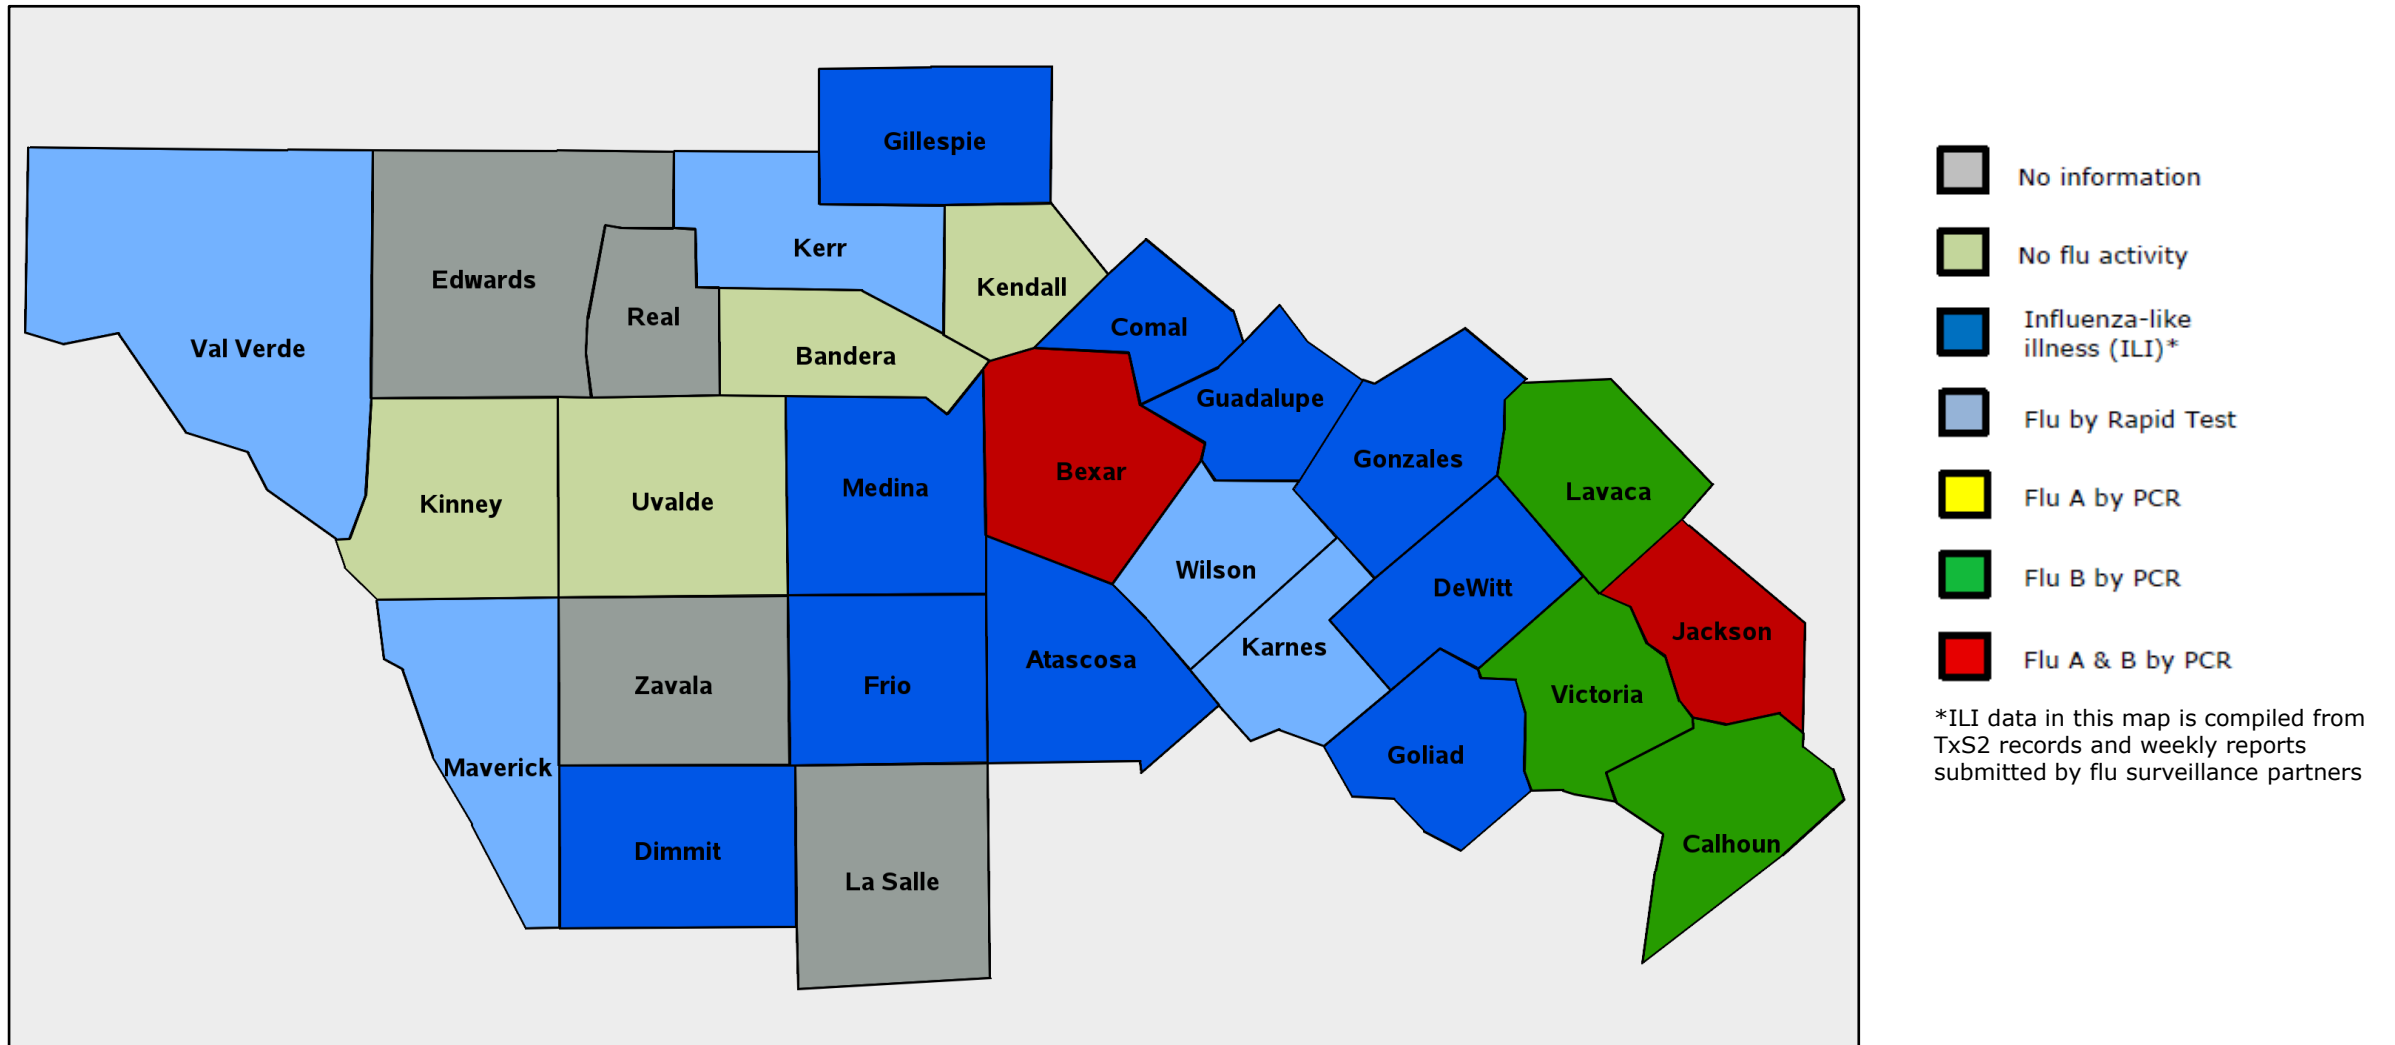 Gillespie
Kerr
Edwards
Kendall
Real
Comal
Val Verde
Bandera
Guadalupe
Gonzales
Bexar
Medina
Lavaca
Uvalde
Kinney
Wilson
DeWitt
Jackson
Karnes
Atascosa
Zavala
Frio
Victoria
Goliad
Maverick
Calhoun
Dimmit
La Salle
No information
No flu activity
Influenza-like
illness (ILI)*
Flu by Rapid Test
Flu A by PCR
Flu B by PCR
Flu A & B by PCR
*ILI data in this map is compiled from
TxS2 records and weekly reports
submitted by flu surveillance partners